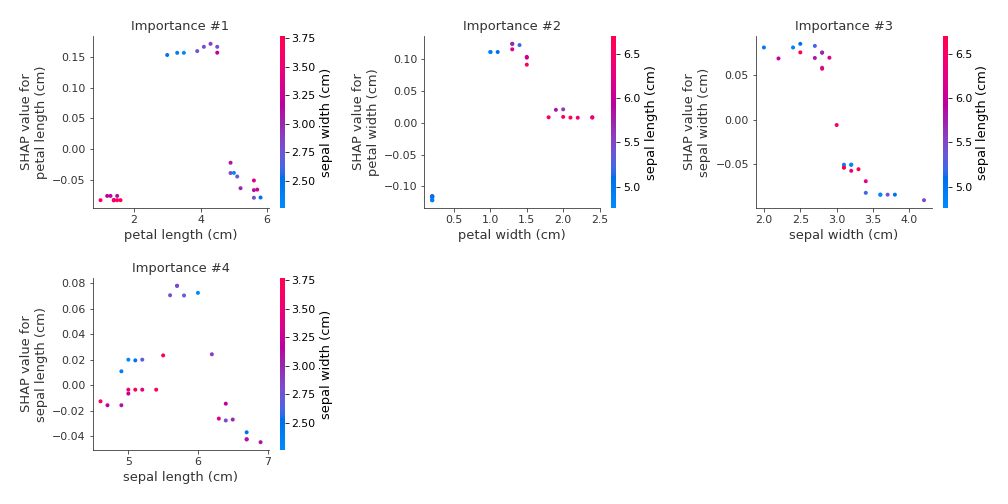 Importance #1
SHAP value for
petal length (cm)
0.15
0.10
0.05
0.00
−0.05
2
4
6
petal length (cm)
3.75
3.50
3.25
3.00
2.75
2.50
sepal width (cm)
Importance #2
SHAP value for
petal width (cm)
0.10
0.05
0.00
−0.05
−0.10
0.5
1.0
1.5
2.0
2.5
petal width (cm)
6.5
6.0
5.5
5.0
sepal length (cm)
Importance #3
SHAP value for
sepal width (cm)
0.05
0.00
−0.05
2.0
2.5
3.0
3.5
4.0
sepal width (cm)
6.5
6.0
5.5
5.0
sepal length (cm)
Importance #4
SHAP value for
sepal length (cm)
0.08
0.06
0.04
0.02
0.00
−0.02
−0.04
5
6
7
sepal length (cm)
3.75
3.50
3.25
3.00
2.75
2.50
sepal width (cm)